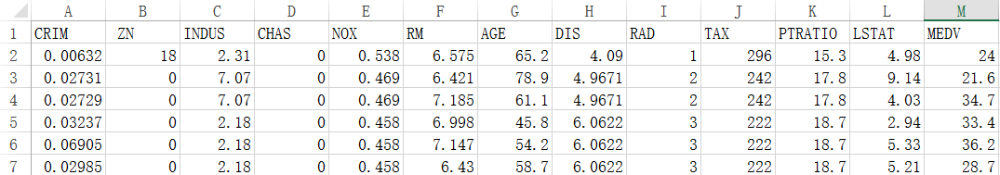 A B C D E F G H I J K L M
1 CRIM ZN INDUS CHAS NOX RM AGE DIS RAD TAX PTRATIO LSTAT MEDV
2 0.00632 18 2.31 0 0.538 6.575 65.2 4.09 1 296 15.3 4.98 24
3 0.02731 0 7.07 0 0.469 6.421 78.9 4.9671 2 242 17.8 9.14 21.6
4 0.02729 0 7.07 0 0.469 7.185 61.1 4.9671 2 242 17.8 4.03 34.7
5 0.03237 0 2.18 0 0.458 6.998 45.8 6.0622 3 222 18.7 2.94 33.4
6 0.06905 0 2.18 0 0.458 7.147 54.2 6.0622 3 222 18.7 5.33 36.2
7 0.02985 0 2.18 0 0.458 6.43 58.7 6.0622 3 222 18.7 5.21 28.7